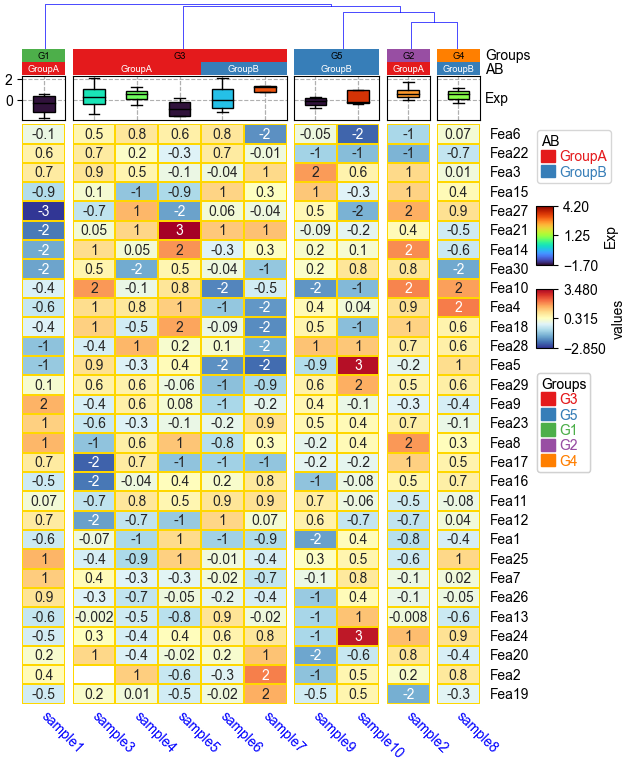 G1 G3 G5 G2 G4 Groups
GroupA GroupA GroupB GroupB GroupA GroupB AB
2
0 Exp
-0.1 0.5 0.8 0.6 0.8 -2 -0.05 -2 -1 0.07 Fea6
0.6 0.7 0.2 -0.3 0.7 -0.01 -1 -1 -1 -0.7 Fea22
0.7 0.9 0.5 -0.1 -0.04 1 2 0.6 1 0.01 Fea3
-0.9 0.1 -1 -0.9 1 0.3 1 -0.3 1 0.4 Fea15
-3 -0.7 1 -2 0.06 -0.04 0.5 -2 2 0.9 Fea27
-2 0.05 1 3 1 1 -0.09 -0.2 0.4 -0.5 Fea21
-2 1 0.05 2 -0.3 0.3 0.2 0.1 2 -0.6 Fea14
-2 0.5 -2 0.5 -0.04 -1 0.2 0.8 0.8 -2 Fea30
-0.4 2 -0.1 0.8 -2 -0.5 -2 -1 2 2 Fea10
-0.6 1 0.8 1 -1 -2 0.4 0.04 0.9 2 Fea4
-0.4 1 -0.5 2 -0.09 -2 0.5 -1 1 0.6 Fea18
-1 -0.4 1 0.2 0.1 -2 1 1 0.7 0.6 Fea28
-1 0.9 -0.3 0.4 -2 -2 -0.9 3 -0.2 1 Fea5
0.1 0.6 0.6 -0.06 -1 -0.9 0.6 2 0.5 0.6 Fea29
2 -0.4 0.6 0.08 -1 -0.2 0.4 -0.1 -0.3 -0.4 Fea9
1 -0.6 -0.3 -0.1 -0.2 0.9 0.5 0.4 0.7 -0.1 Fea23
1 -1 0.6 1 -0.8 0.3 -0.2 0.4 2 0.3 Fea8
0.7 -2 0.7 -1 -1 -1 -0.2 -0.2 1 0.5 Fea17
-0.5 -2 -0.04 0.4 0.2 0.8 -1 -0.08 0.5 0.7 Fea16
0.07 -0.7 0.8 0.5 0.9 0.9 0.7 -0.06 -0.5 -0.08 Fea11
0.7 -2 -0.7 -1 1 0.07 0.6 -0.7 -0.7 0.04 Fea12
-0.6 -0.07 -1 1 -1 -0.9 -2 0.4 -0.8 -0.4 Fea1
1 -0.4 -0.9 1 -0.01 -0.4 0.3 0.5 -0.6 1 Fea25
1 0.4 -0.3 -0.3 -0.02 -0.7 -0.1 0.8 -0.1 0.02 Fea7
0.9 -0.3 -0.7 -0.05 -0.2 -0.4 -1 0.4 -0.1 -0.05 Fea26
-0.6 -0.002 -0.5 -0.8 0.9 -0.02 -1 1 -0.008 -0.6 Fea13
-0.5 0.3 -0.4 0.4 0.6 0.8 -1 3 1 0.9 Fea24
0.2 1 -0.4 -0.02 0.2 1 -2 -0.6 0.8 -0.4 Fea20
0.4 1 -0.6 -0.3 2 -1 0.5 0.2 0.8 Fea2
-0.5 0.2 0.01 -0.5 -0.02 2 -0.5 0.5 -2 -0.3 Fea19
sample1 sample3 sample4 sample5 sample6 sample7 sample9 sample10 sample2 sample8
AB
GroupA
GroupB
4.20
1.25
-1.70
Exp
3.480
0.315
-2.850
values
Groups
G3
G5
G1
G2
G4